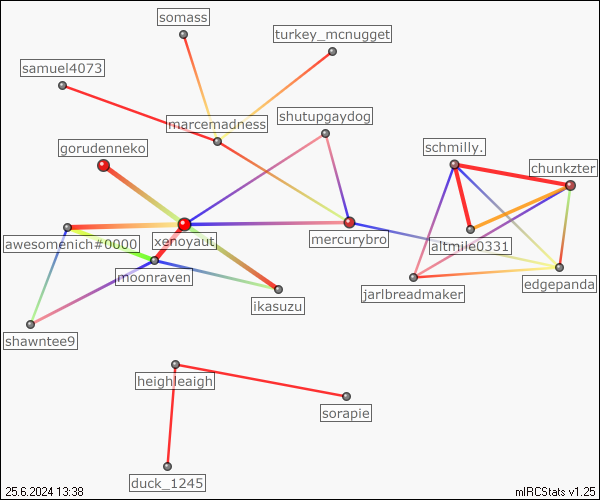 somass
turkey_mcnugget
samuel4073
marcemadness
shutupgaydog
gorudenneko
schmilly.
chunkzter
awesomenich#0000
xenoyaut
mercurybro
altmile0331
moonraven
edgepanda
ikasuzu
jarlbreadmaker
shawntee9
heighleaigh
sorapie
duck_1245
25.6.2024 13:38
mIRCStats v1.25